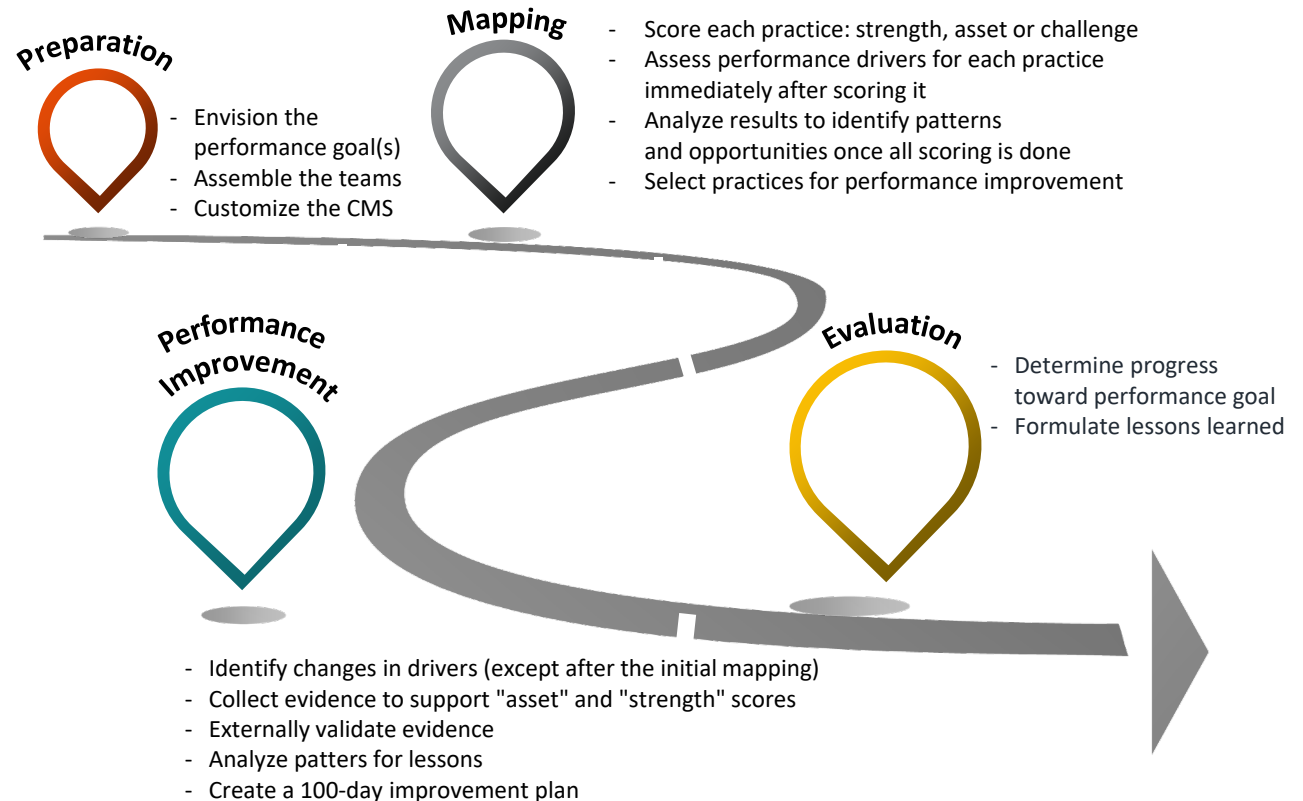 Preparation
- Envision the
performance goal(s)
- Assemble the teams
- Customize the CMS
Mapping
- Score each practice: strength, asset or challenge
- Assess performance drivers for each practice
immediately after scoring it
- Analyze results to identify patterns
and opportunities once all scoring is done
- Select practices for performance improvement
Performance
Improvement
- Identify changes in drivers (except after the initial mapping)
- Collect evidence to support "asset" and "strength" scores
- Externally validate evidence
- Analyze patters for lessons
- Create a 100-day improvement plan
Evaluation
- Determine progress
toward performance goal
- Formulate lessons learned